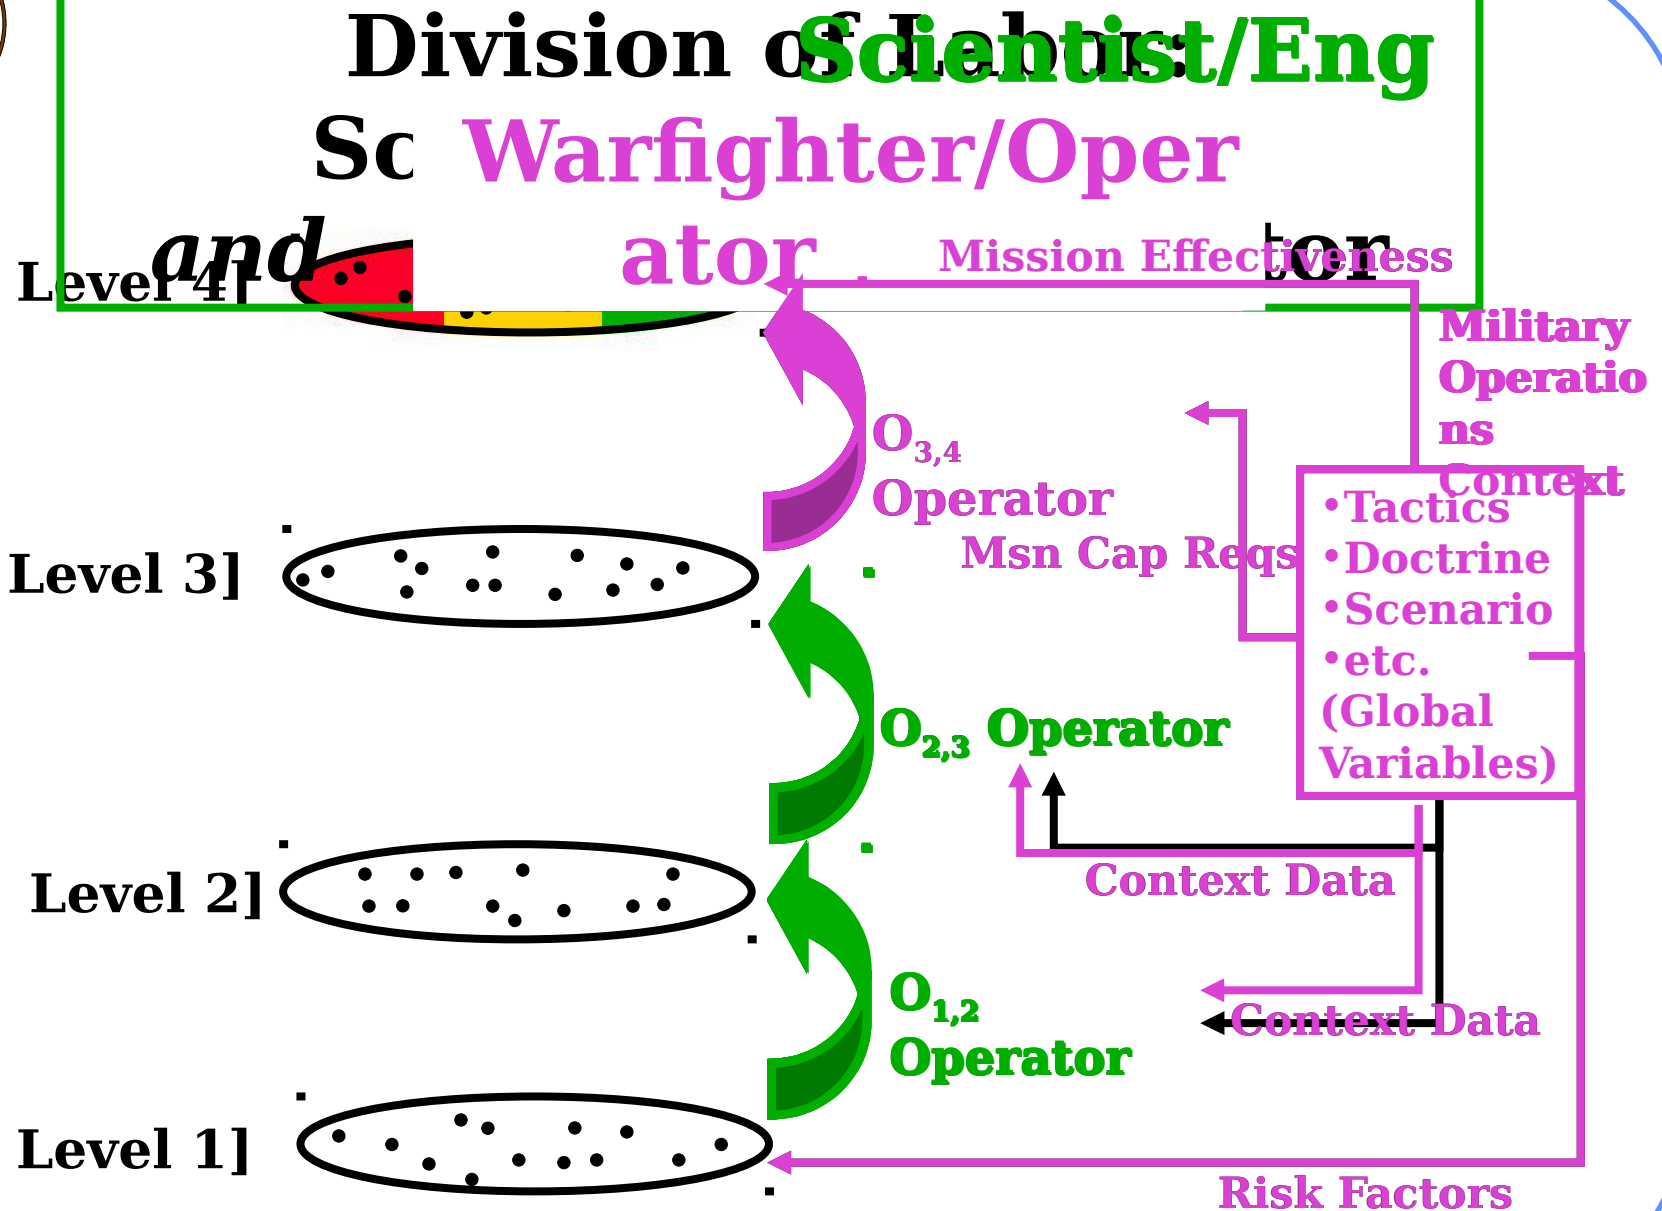 Division of Labor:
Scientist/Eng
Sc
Warfighter/Oper
and
ator
tor
Mission Effectiveness
Level 4]
Military
Operatio
ns
Context
O3,4
Operator
•Tactics
Msn Cap Reqs
•Doctrine
Level 3]
•Scenario
•etc.
(Global
Variables)
O2,3 Operator
Context Data
Level 2]
O1,2
Operator
Context Data
Level 1]
Risk Factors